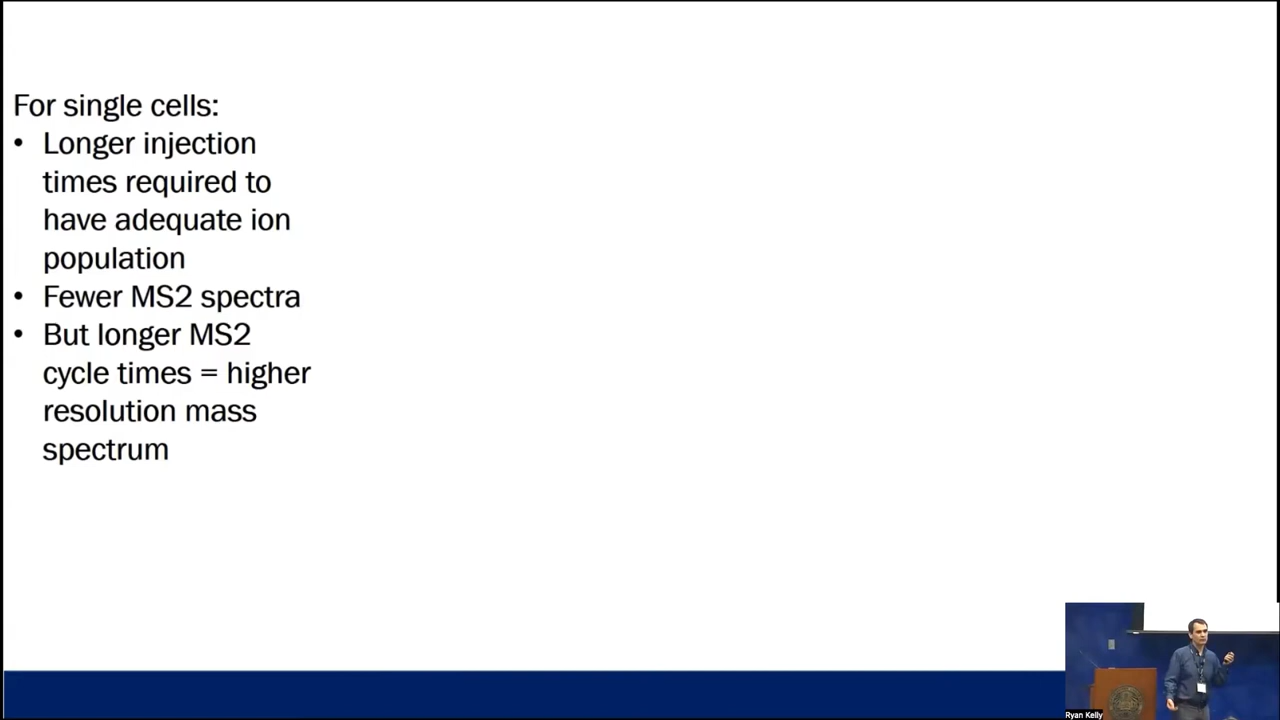 For single cells:
• Longer injection
times required to
have adequate ion
population
• Fewer MS2 spectra
• But longer MS2
cycle times = higher
resolution mass
spectrum
Ryan Kelly